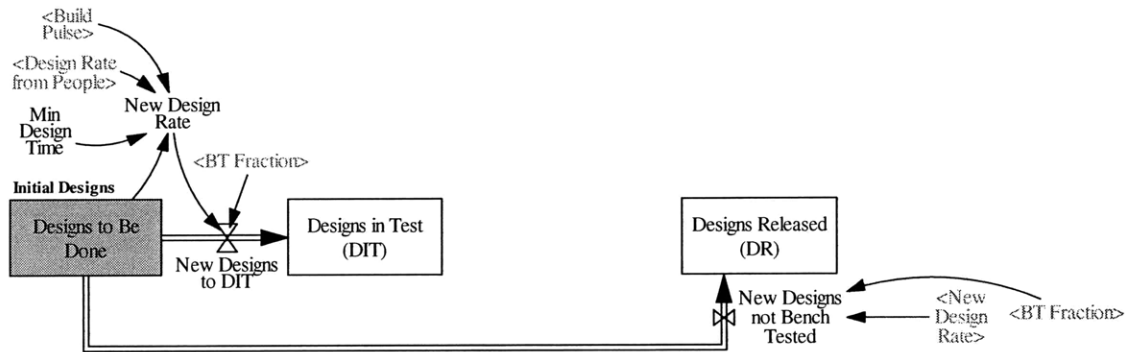 <Build
Pulse>
<Design Rate
from People>
New Design
Rate
Min
Design
Time
<BT Fraction>
Initial Designs
Designs to Be
Done
Designs in Test
(DIT)
New Designs
to DIT
Designs Released
(DR)
New Designs
not Bench
Tested
<New
Design
Rate>
<BT Fraction>